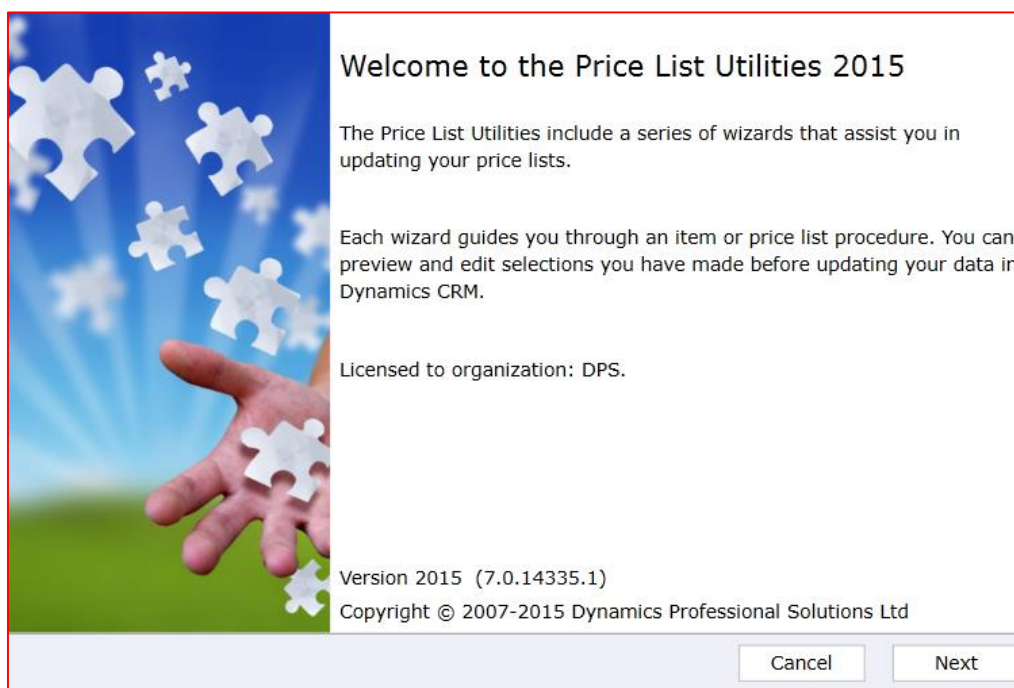 Welcome to the Price List Utilities 2015
The Price List Utilities include a series of wizards that assist you in
updating your price lists.
Each wizard guides you through an item or price list procedure. You can
preview and edit selections you have made before updating your data in
Dynamics CRM.
Licensed to organization: DPS.
Version 2015 (7.0.14335.1)
Copyright © 2007-2015 Dynamics Professional Solutions Ltd
Cancel Next